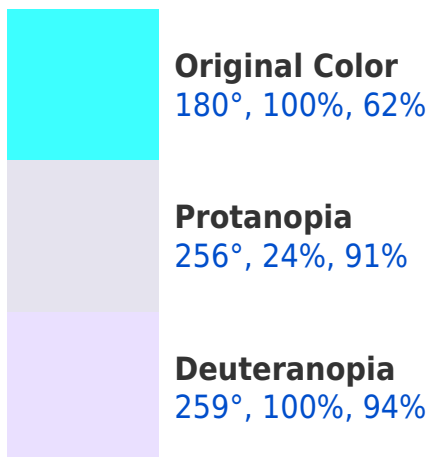 Original Color
180°, 100%, 62%
Protanopia
256°, 24%, 91%
Deuteranopia
259°, 100%, 94%